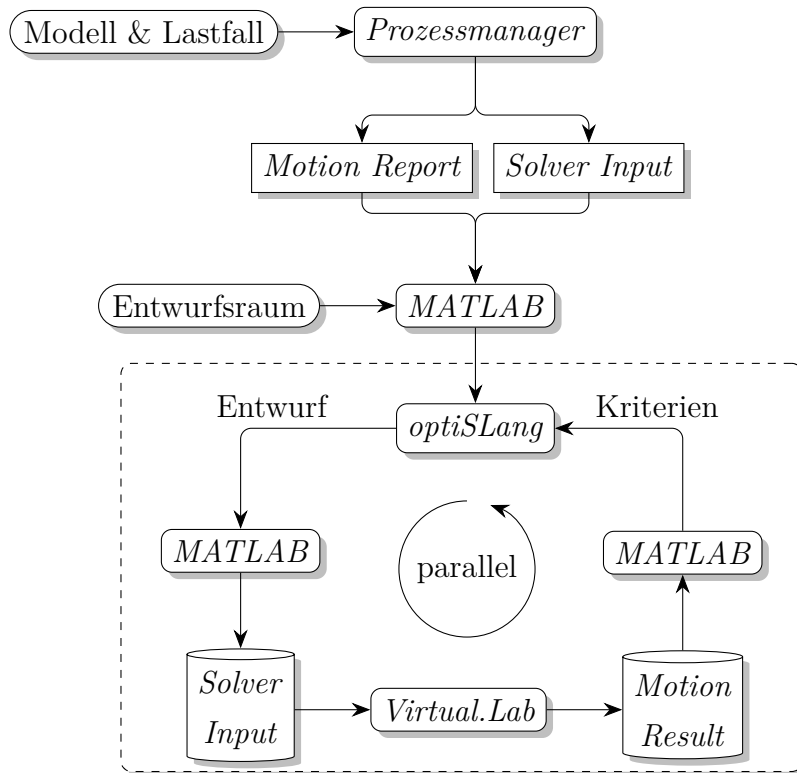 Modell & Lastfall
Prozessmanager
Motion Report
Solver Input
Entwurfsraum
MATLAB
Entwurf
optiSLang
Kriterien
MATLAB
parallel
MATLAB
Solver
Input
Virtual.Lab
Motion
Result